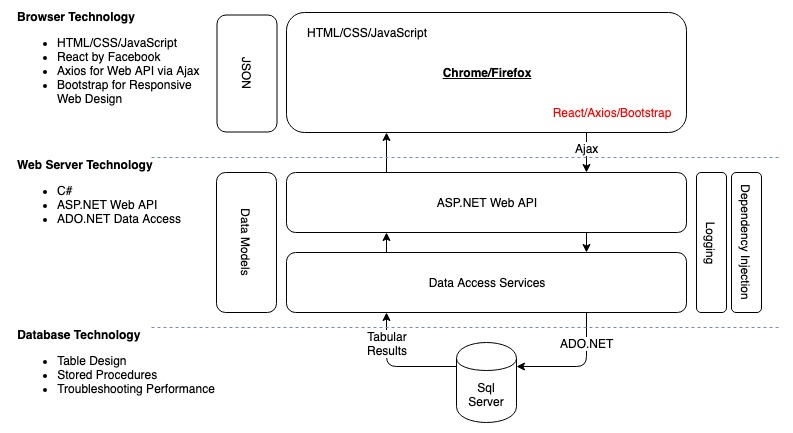 Browser Technology
• HTML/CSS/JavaScript
• React by Facebook
• Axios for Web API via Ajax
• Bootstrap for Responsive
Web Design
JSON
HTML/CSS/JavaScript
Chrome/Firefox
React/Axios/Bootstrap
Ajax
Web Server Technology
• C#
• ASP.NET Web API
• ADO.NET Data Access
Data Models
ASP.NET Web API
Data Access Services
Logging
Dependency Injection
Database Technology
• Table Design
• Stored Procedures
• Troubleshooting Performance
Tabular
Results
ADO.NET
Sql
Server